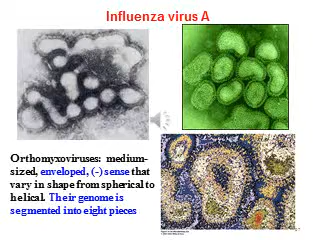 Influenza virus A
Orthomyxoviruses: medium-
sized, enveloped, (-) sense that
vary in shape from spherical to
helical. Their genome is
segmented into eight pieces